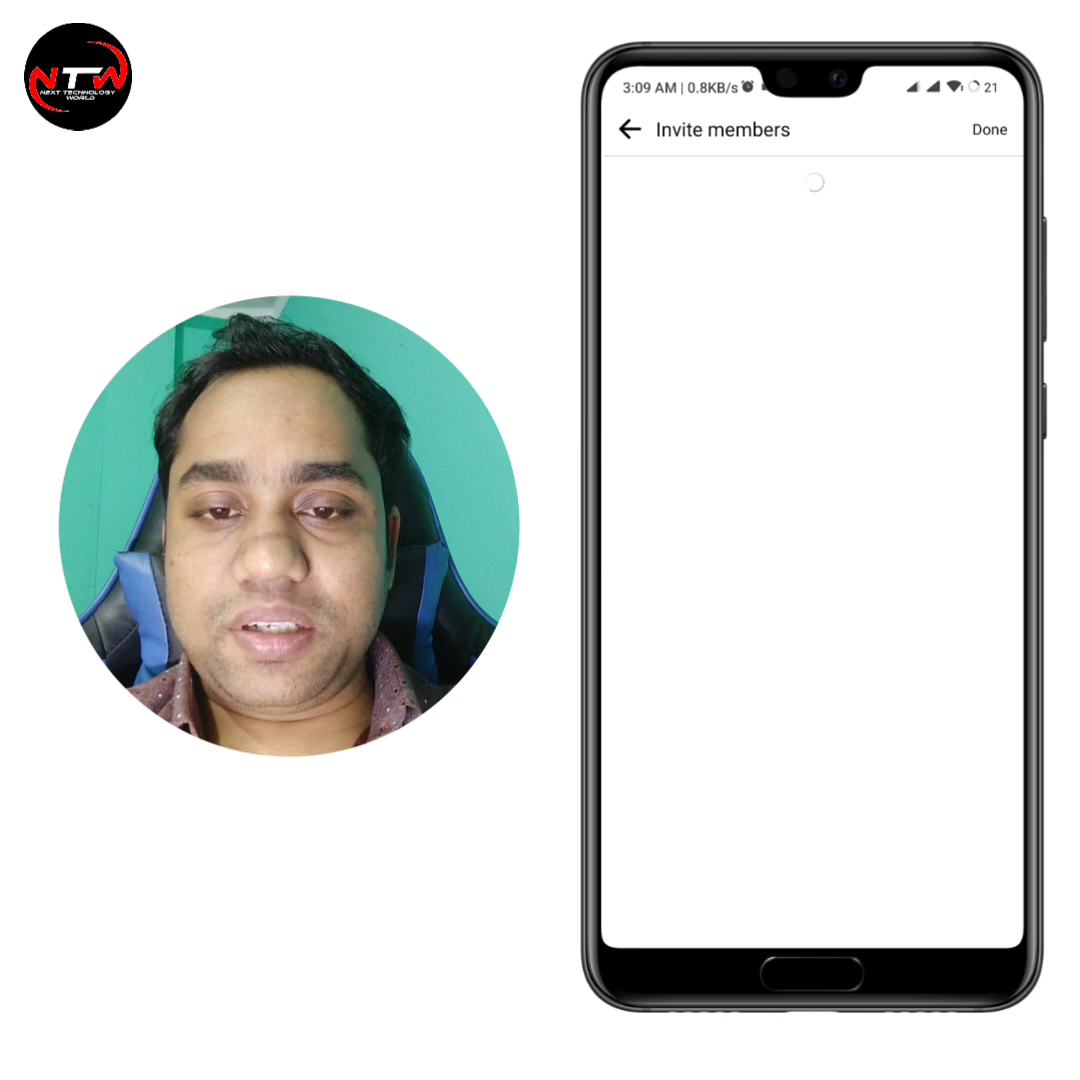 NTW
NEXT TECHNOLOGY
WORLD
3:09 AM | 0.8KB/s 21
Invite members Done